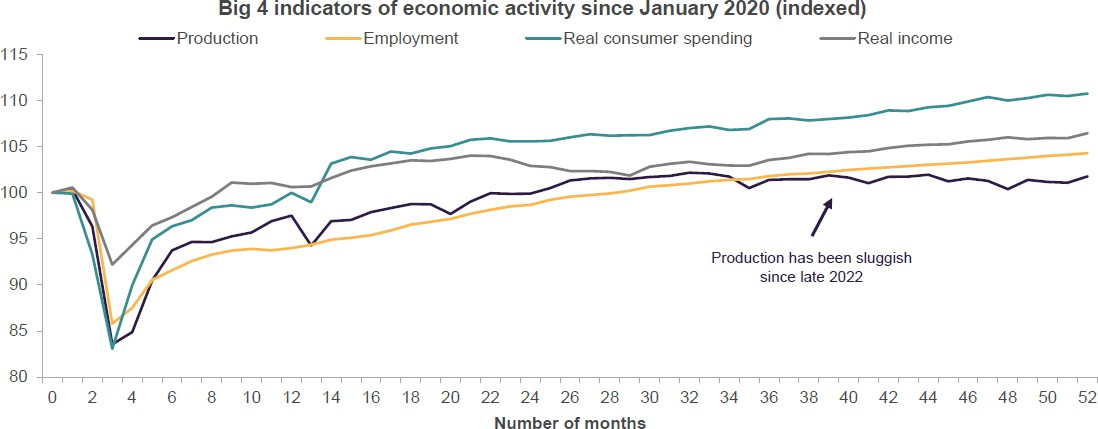 Big 4 indicators of economic activity since January 2020 (indexed)
Production Employment Real consumer spending Real income
115
110
105
100
95
90
85
80
0 2 4 6 8 10 12 14 16 18 20 22 24 26 28 30 32 34 36 38 40 42 44 46 48 50 52
Production has been sluggish
since late 2022
Number of months